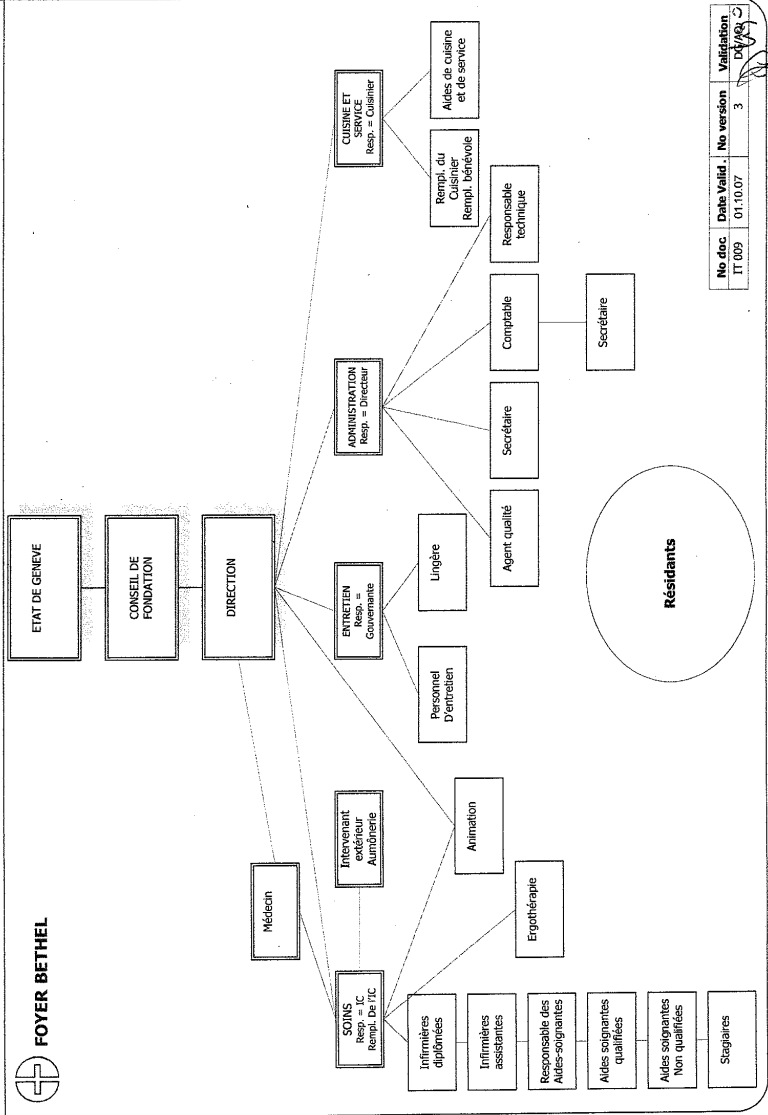 FOYER BETHEL
ETAT DE GENEVE
CONSEIL DE
FONDATION
DIRECTION
Médecin
SOINS
Resp. = IC
Rempl. De l'IC
Intervenant
extérieur
Aumônerie
ENTRETIEN
Resp. =
Gouvernante
ADMINISTRATION
Resp. = Directeur
CUISINE ET
SERVICE
Resp. = Cuisinier
Infirmières
diplômées
Infirmières
assistantes
Responsable des
Aides-soignantes
Aides soignantes
qualifiées
Aides soignantes
Non qualifiées
Stagiaires
Ergothérapie
Animation
Personnel
D'entretien
Lingère
Agent qualité
Secrétaire
Comptable
Secrétaire
Responsable
technique
Rempl. du
Cuisinier
Rempl. bénévole
Aides de cuisine
et de service
Résidants
No doc. Date Valid. No version Validation
IT 009 01.10.07 3